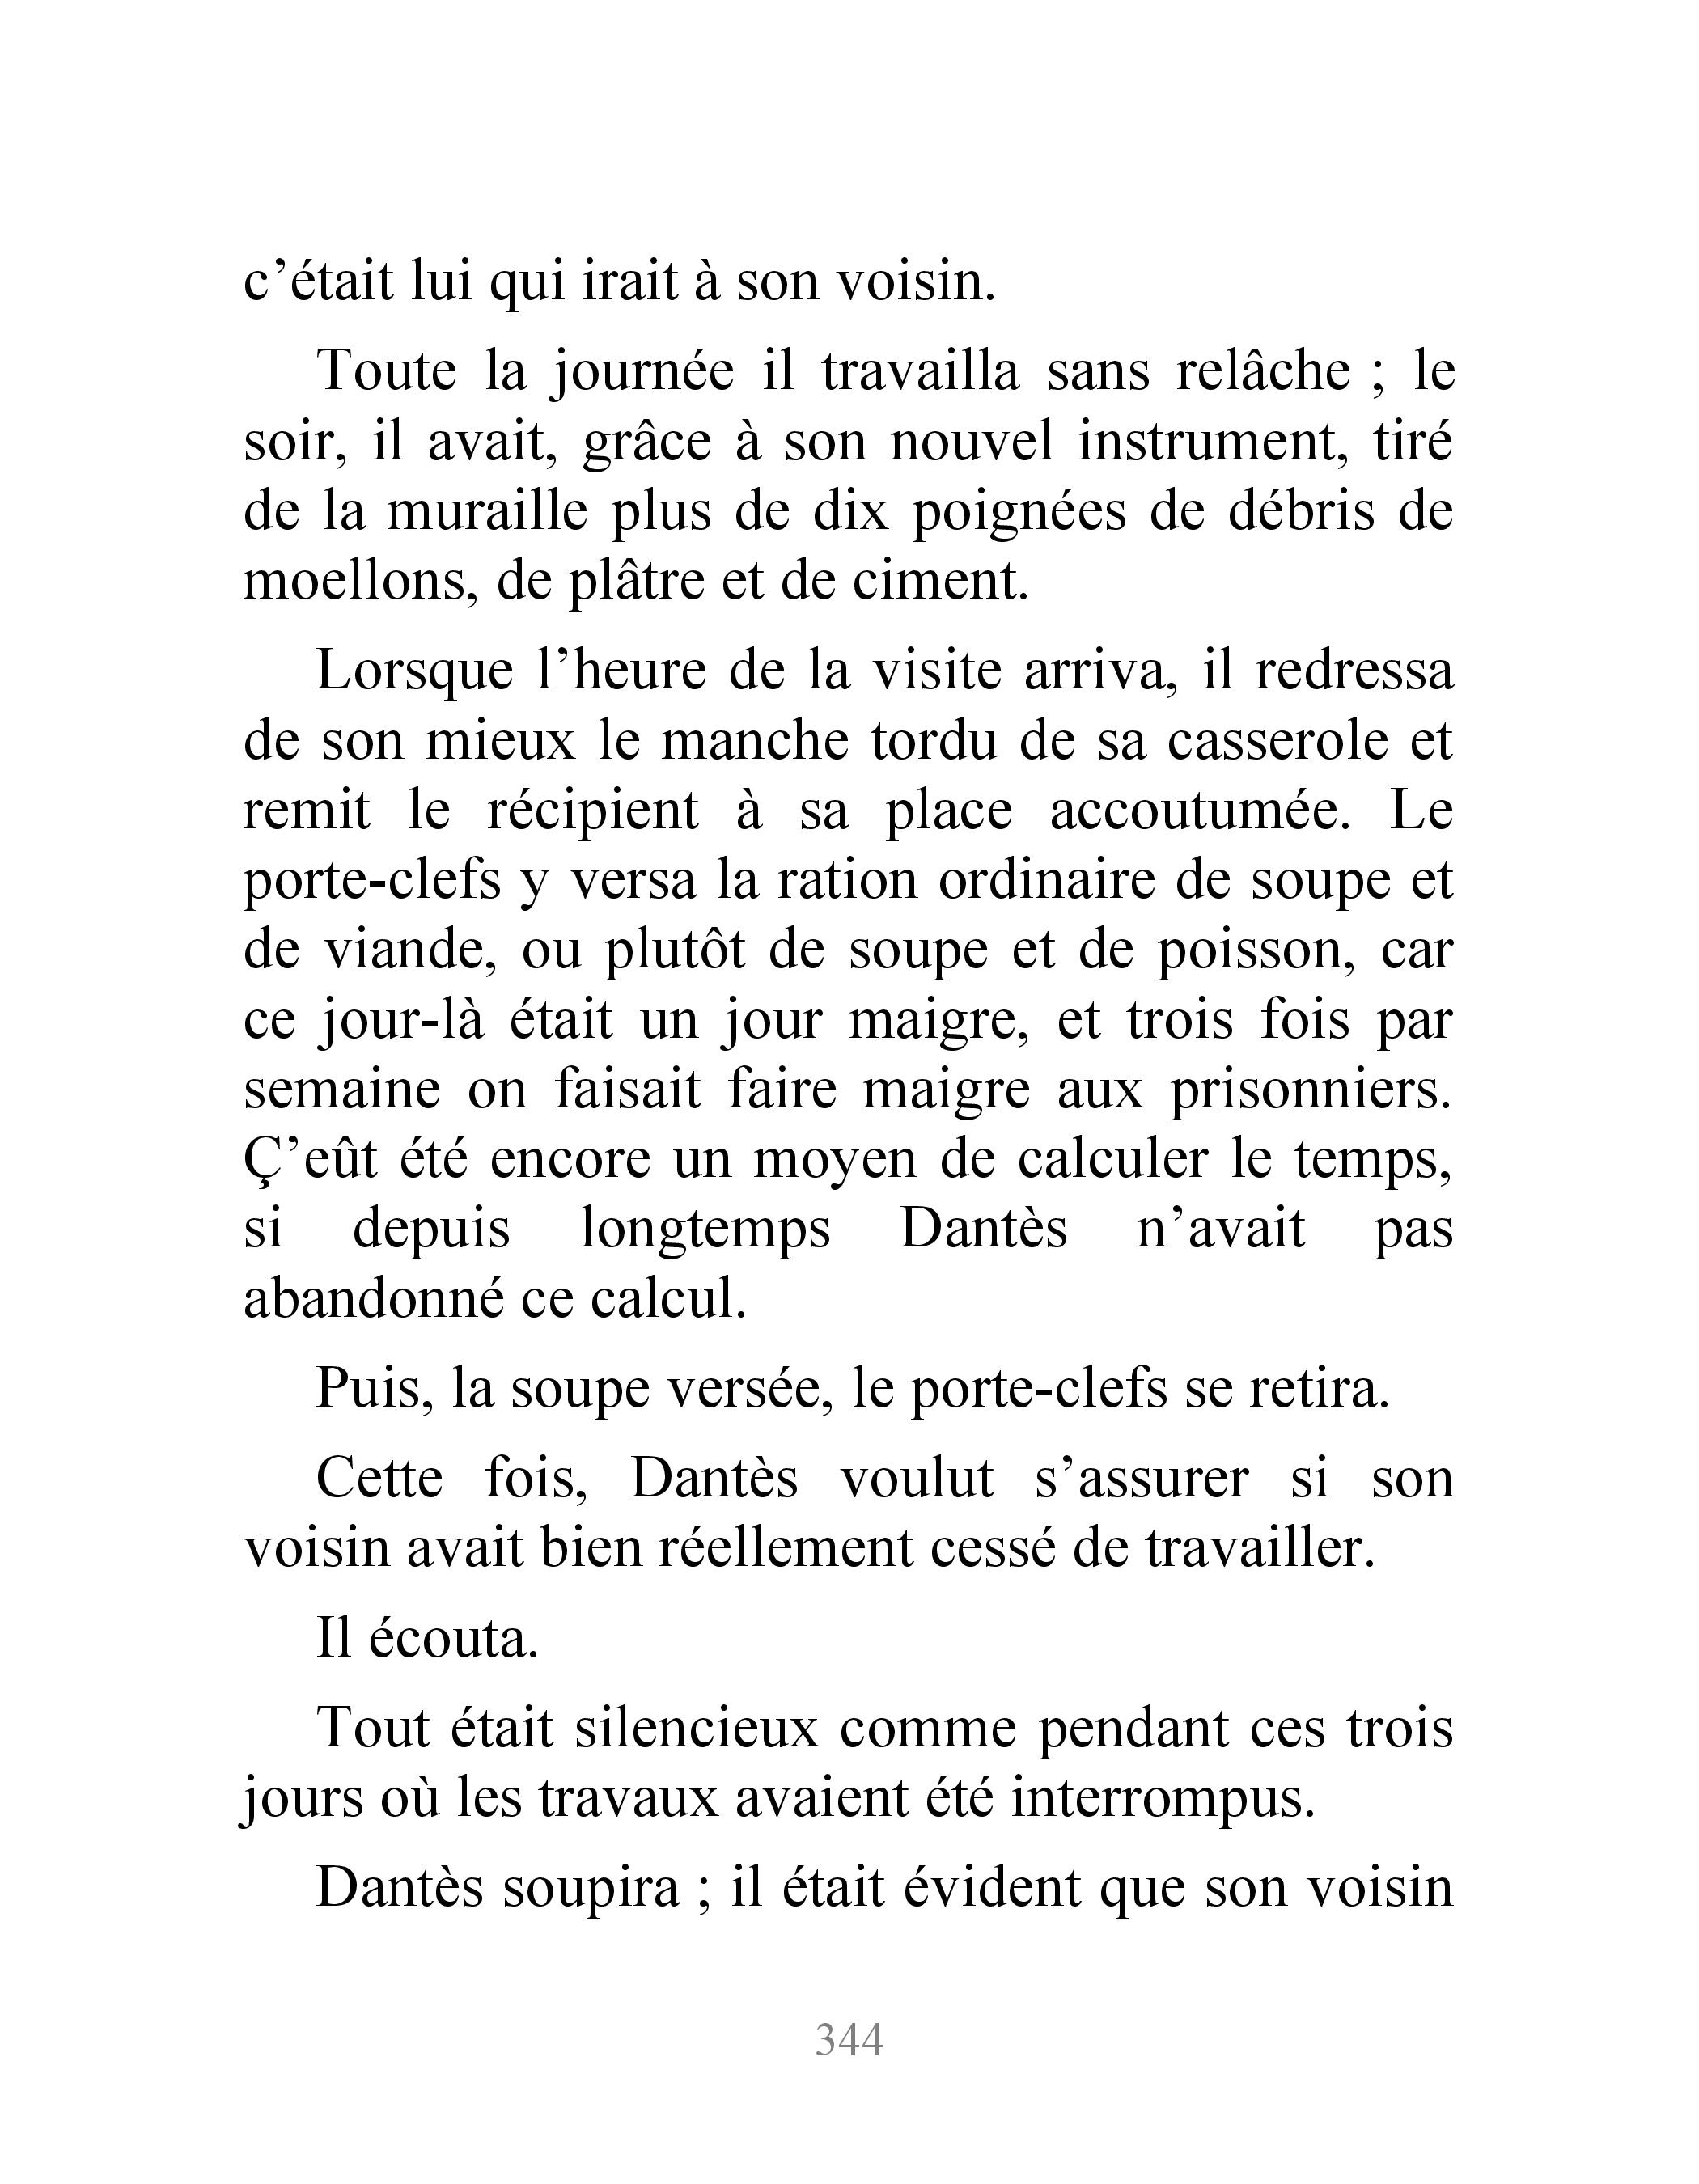 c’était lui qui irait à son voisin.
Toute la journée il travailla sans relâche ; le
soir, il avait, grâce à son nouvel instrument, tiré
de la muraille plus de dix poignées de débris de
moellons, de plâtre et de ciment.
Lorsque l’heure de la visite arriva, il redressa
de son mieux le manche tordu de sa casserole et
remit le récipient à sa place accoutumée. Le
porte-clefs y versa la ration ordinaire de soupe et
de viande, ou plutôt de soupe et de poisson, car
ce jour-là était un jour maigre, et trois fois par
semaine on faisait faire maigre aux prisonniers.
Ç’eût été encore un moyen de calculer le temps,
si depuis longtemps Dantès n’avait pas
abandonné ce calcul.
Puis, la soupe versée, le porte-clefs se retira.
Cette fois, Dantès voulut s’assurer si son
voisin avait bien réellement cessé de travailler.
Il écouta.
Tout était silencieux comme pendant ces trois
jours où les travaux avaient été interrompus.
Dantès soupira ; il était évident que son voisin
344